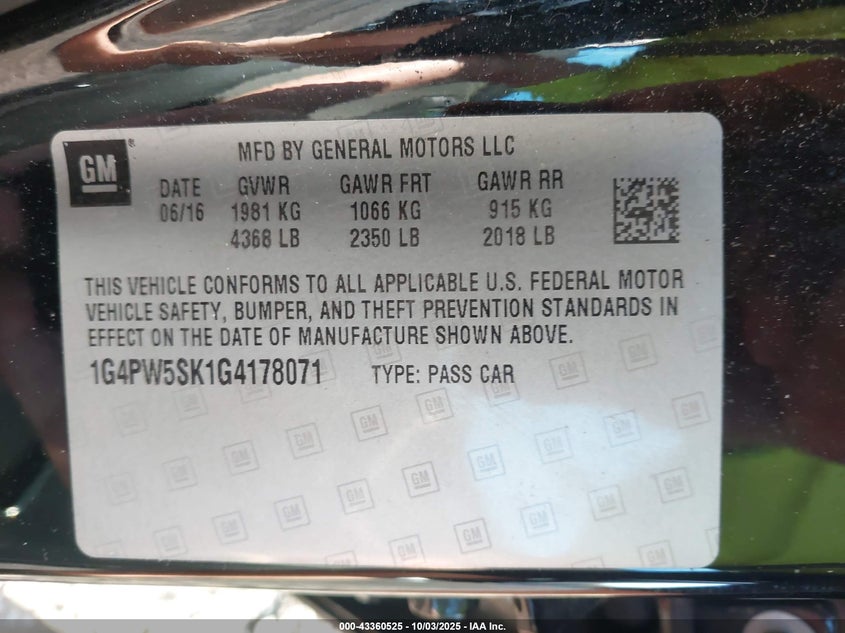 GM
MFD BY GENERAL MOTORS LLC
DATE GVWR GAWR FRT GAWR RR
06/16 1981 KG 1066 KG 915 KG
4368 LB 2350 LB 2018 LB
THIS VEHICLE CONFORMS TO ALL APPLICABLE U.S. FEDERAL MOTOR
VEHICLE SAFETY, BUMPER, AND THEFT PREVENTION STANDARDS IN
EFFECT ON THE DATE OF MANUFACTURE SHOWN ABOVE.
1G4PW5SK1G4178071 TYPE: PASS CAR
000-43360525 - 10/03/2025 - IAA Inc.